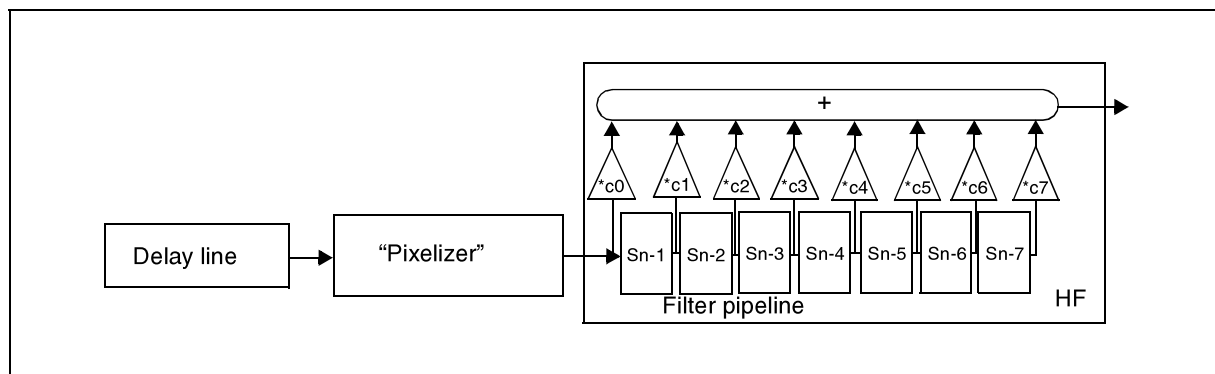 +
*c0 *c1 *c2 *c3 *c4 *c5 *c6 *c7
Delay line
“Pixelizer”
Sn-1 Sn-2 Sn-3 Sn-4 Sn-5 Sn-6 Sn-7
Filter pipeline
HF